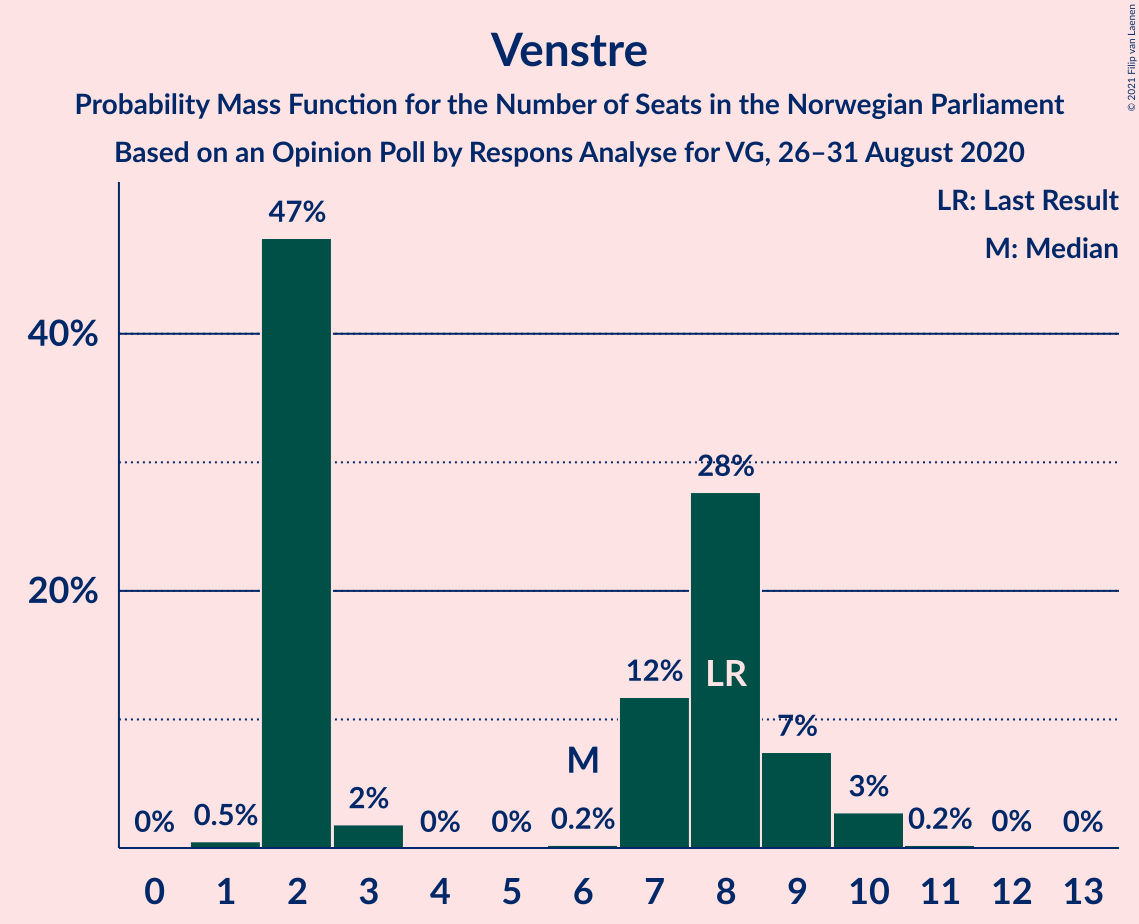 Venstre
Probability Mass Function for the Number of Seats in the Norwegian Parliament
Based on an Opinion Poll by Respons Analyse for VG, 26–31 August 2020
© 2021 Filip van Laenen
LR: Last Result
M: Median
40%
20%
0%
0.5%
47%
2%
0%
0%
0.2%
M
12%
28%
LR
7%
3%
0.2%
0%
0%
0 1 2 3 4 5 6 7 8 9 10 11 12 13